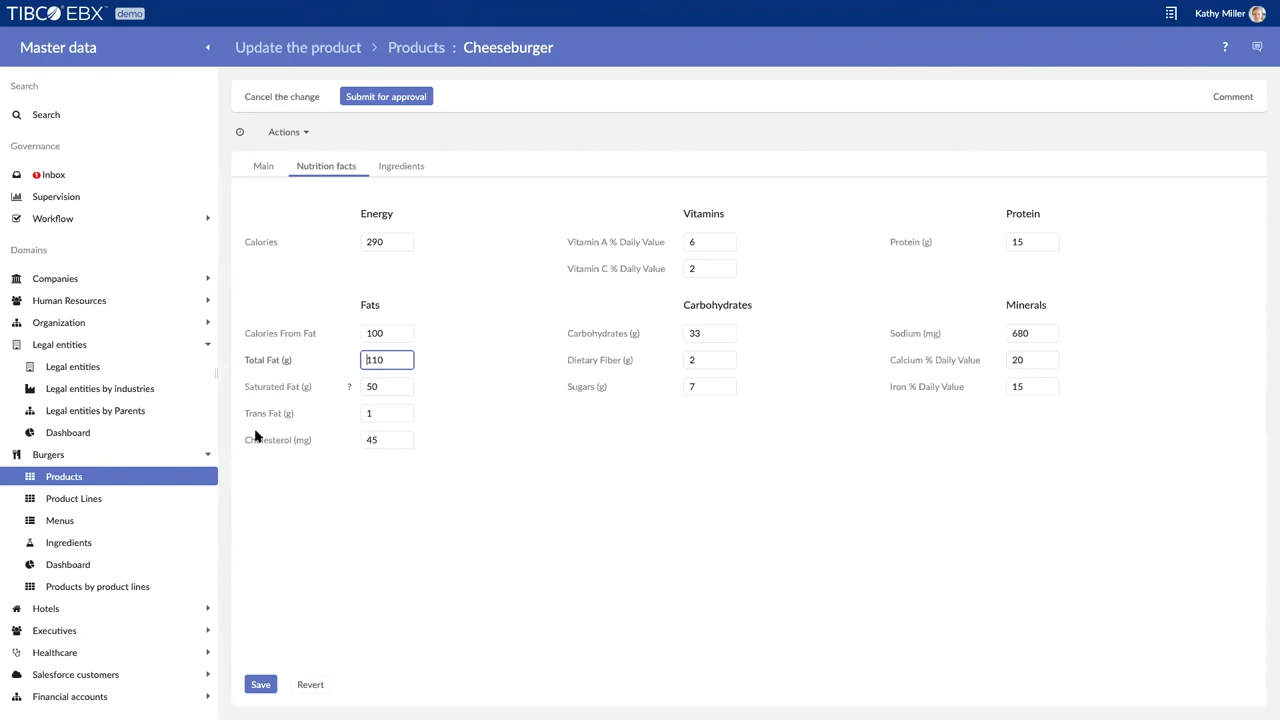 TIBCO EBX demo
Kathy Miller
Master data
Update the product > Products : Cheeseburger
?
Search
Search
Governance
1 Inbox
Supervision
Workflow
Domains
Companies
Human Resources
Organization
Legal entities
Legal entities
Legal entities by industries
Legal entities by Parents
Dashboard
Burgers
Products
Product Lines
Menus
Ingredients
Dashboard
Products by product lines
Hotels
Executives
Healthcare
Salesforce customers
Financial accounts
Cancel the change Submit for approval Comment
Actions
Main Nutrition facts Ingredients
Energy
Calories 290
Vitamins
Vitamin A % Daily Value 6
Vitamin C % Daily Value 2
Protein
Protein (g) 15
Fats
Calories From Fat 100
Total Fat (g) 110
Saturated Fat (g) ? 50
Trans Fat (g) 1
Cholesterol (mg) 45
Carbohydrates
Carbohydrates (g) 33
Dietary Fiber (g) 2
Sugars (g) 7
Minerals
Sodium (mg) 680
Calcium % Daily Value 20
Iron % Daily Value 15
Save Revert